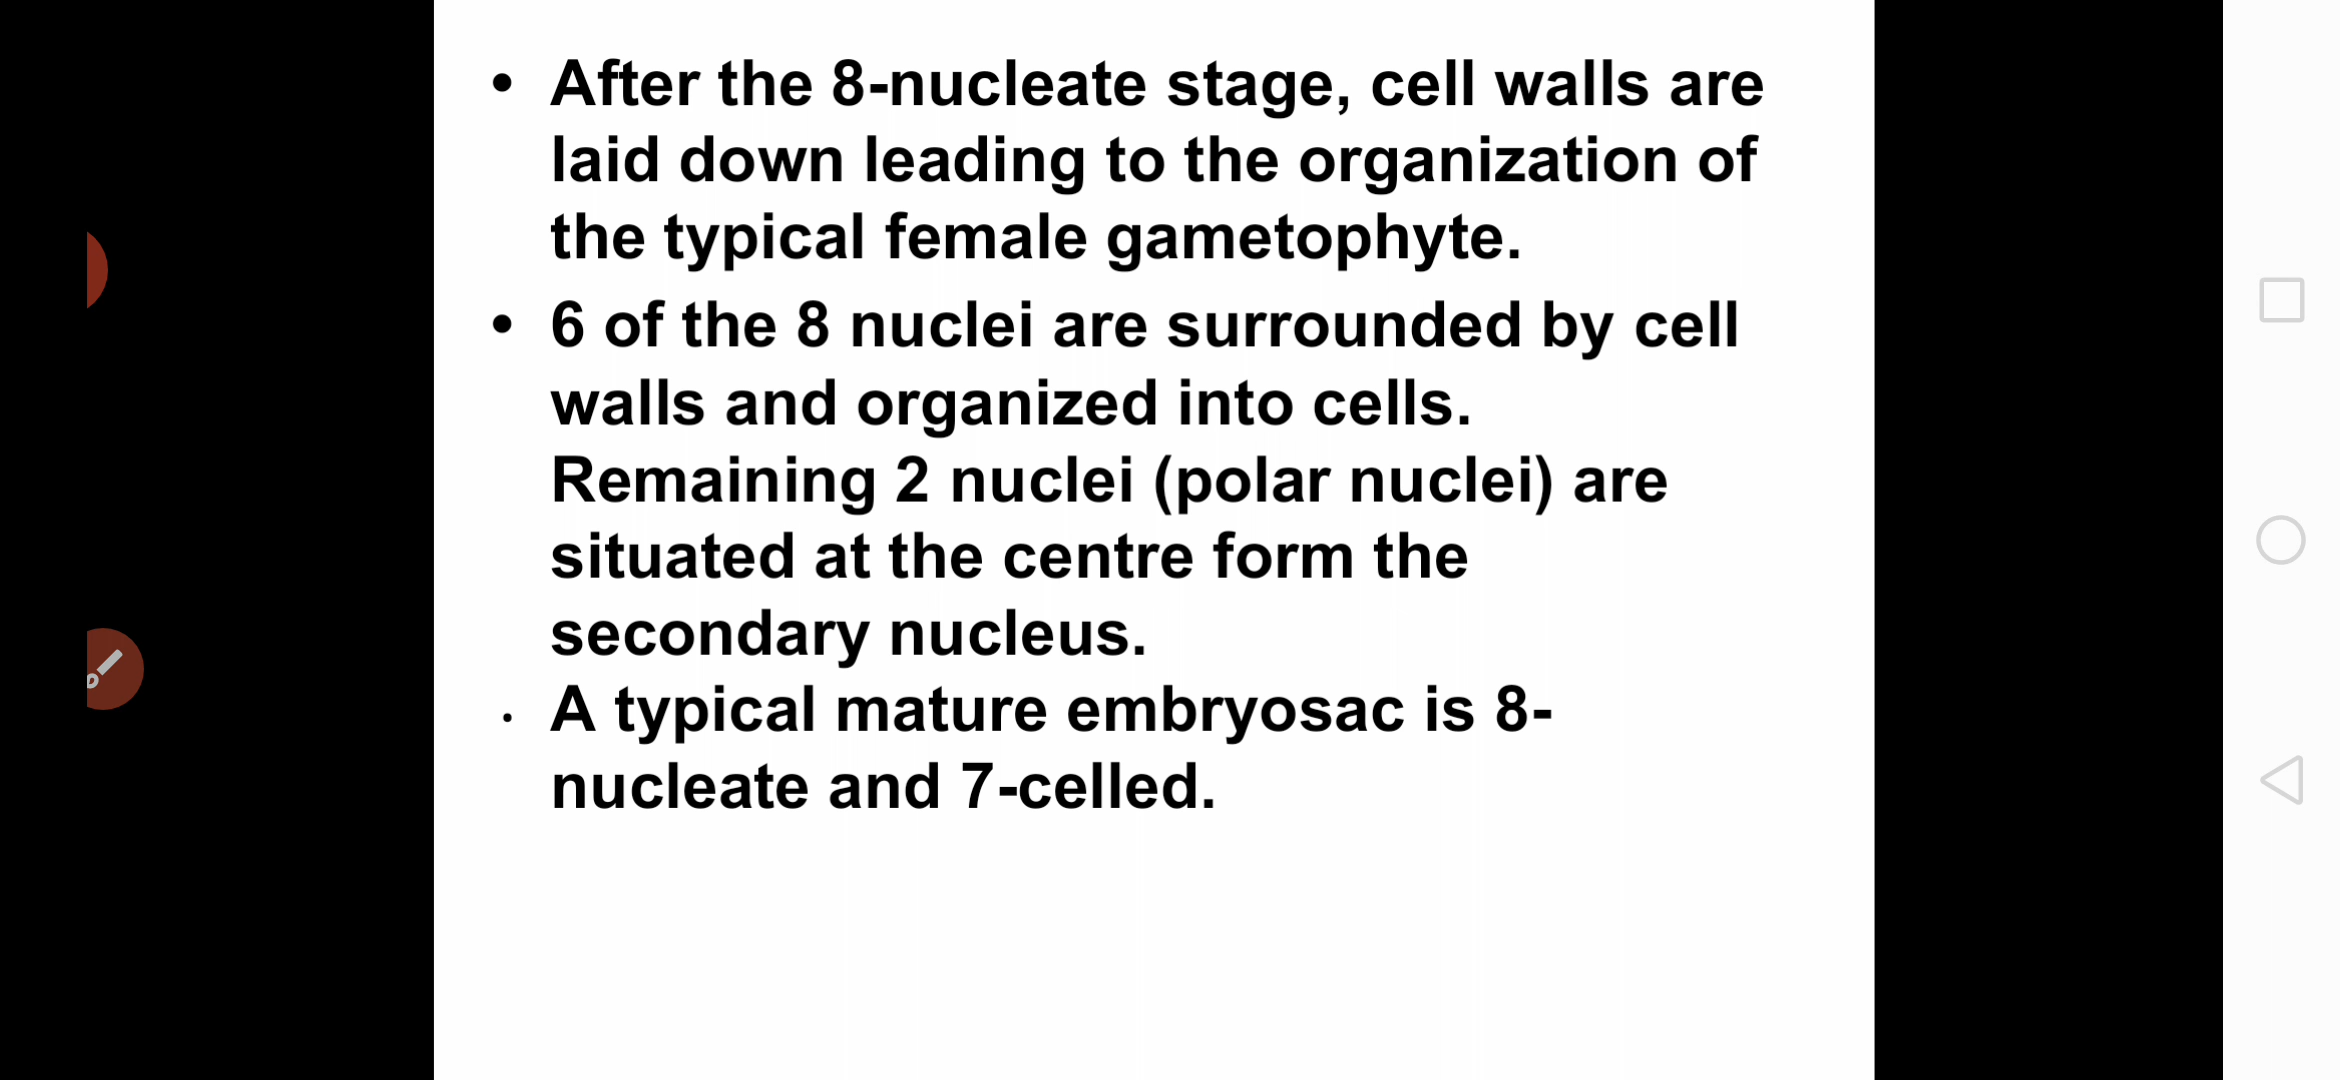 • After the 8-nucleate stage, cell walls are
laid down leading to the organization of
the typical female gametophyte.
• 6 of the 8 nuclei are surrounded by cell
walls and organized into cells.
Remaining 2 nuclei (polar nuclei) are
situated at the centre form the
secondary nucleus.
• A typical mature embryosac is 8-
nucleate and 7-celled.